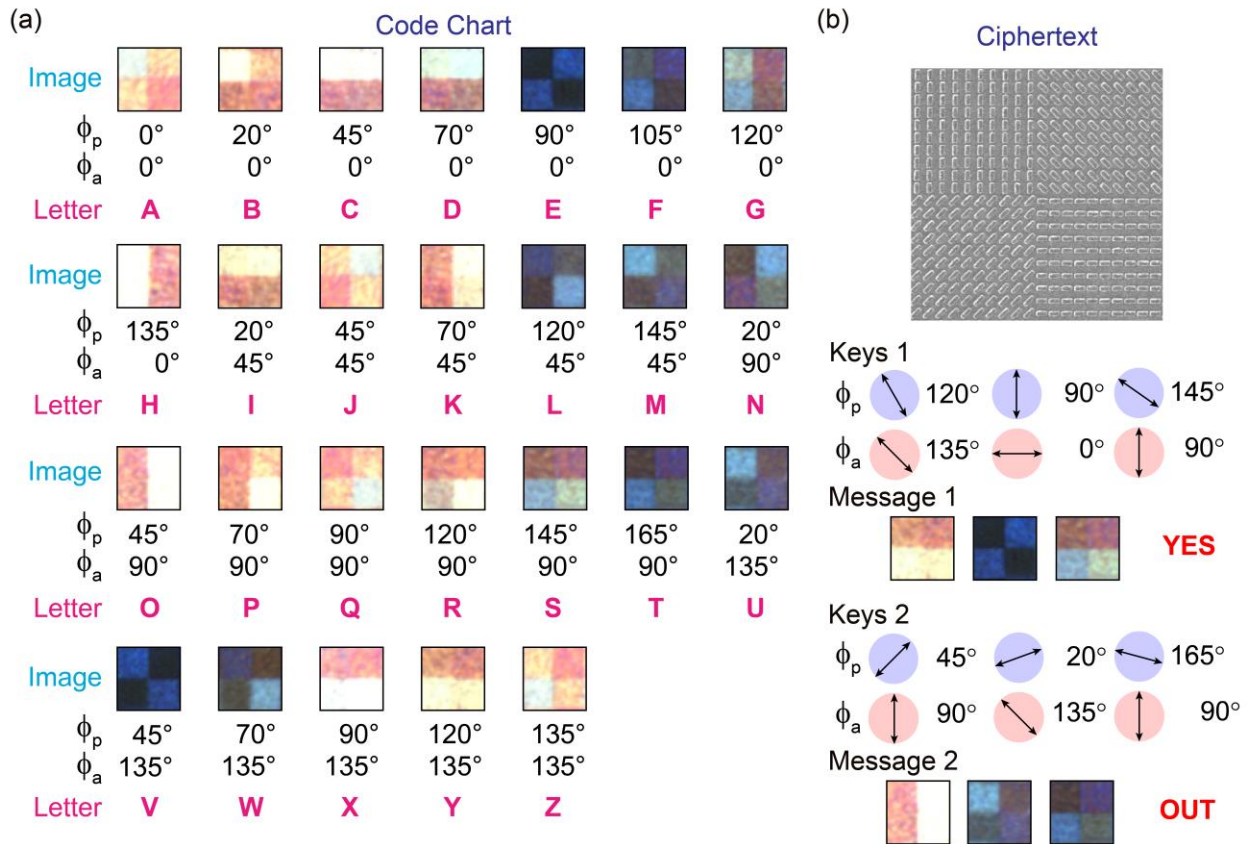 (a)
Code Chart
Image
ϕp 0° 20° 45° 70° 90° 105° 120°
ϕa 0° 0° 0° 0° 0° 0° 0°
Letter A B C D E F G
Image
ϕp 135° 20° 45° 70° 120° 145° 20°
ϕa 0° 45° 45° 45° 45° 45° 90°
Letter H I J K L M N
Image
ϕp 45° 70° 90° 120° 145° 165° 20°
ϕa 90° 90° 90° 90° 90° 90° 135°
Letter O P Q R S T U
Image
ϕp 45° 70° 90° 120° 135°
ϕa 135° 135° 135° 135° 135°
Letter V W X Y Z
(b)
Ciphertext
Keys 1
ϕp 120° 90° 145°
ϕa 135° 0° 90°
Message 1
YES
Keys 2
ϕp 45° 20° 165°
ϕa 90° 135° 90°
Message 2
OUT